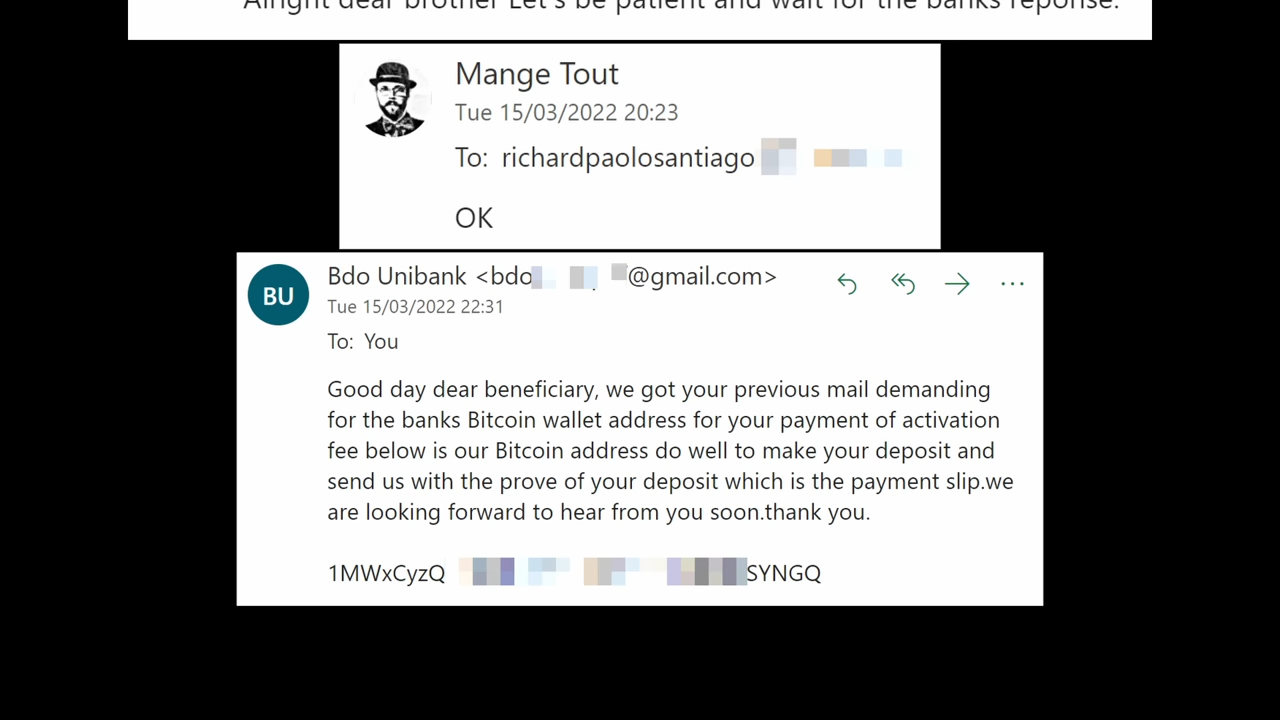 Alright dear brother Let's be patient and wait for the banks reponse.
Mange Tout
Tue 15/03/2022 20:23
To: richardpaolosantiago
OK
BU
Bdo Unibank <bdo @gmail.com>
Tue 15/03/2022 22:31
To: You
Good day dear beneficiary, we got your previous mail demanding
for the banks Bitcoin wallet address for your payment of activation
fee below is our Bitcoin address do well to make your deposit and
send us with the prove of your deposit which is the payment slip.we
are looking forward to hear from you soon.thank you.
1MWxCyzQ SYNGQ